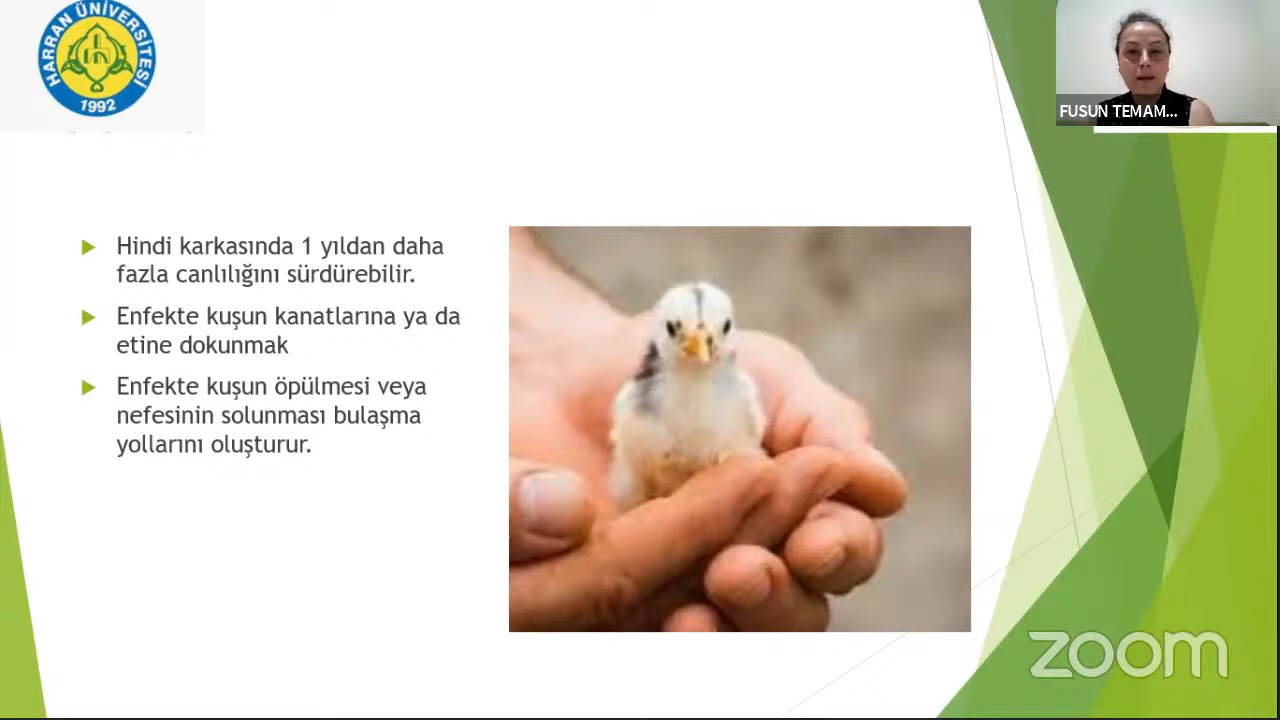 HARRAN ÜNİVERSİTESİ
1992
FUSUN TEMAM...
Hindi karkasında 1 yıldan daha
fazla canlılığını sürdürebilir.
Enfekte kuşun kanatlarına ya da
etine dokunmak
Enfekte kuşun öpülmesi veya
nefesinin solunması bulaşma
yollarını oluşturur.
zoom